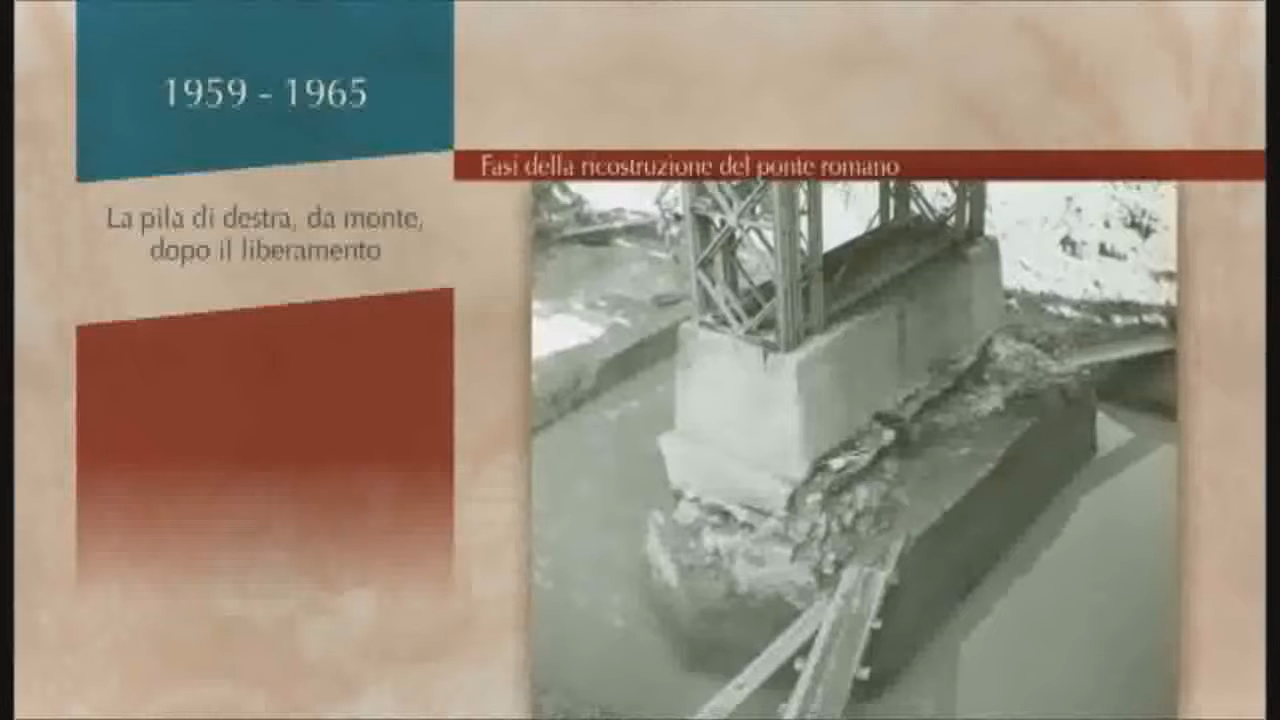 1959 - 1965
Fasi della ricostruzione del ponte romano
La pila di destra, da monte,
dopo il liberamento